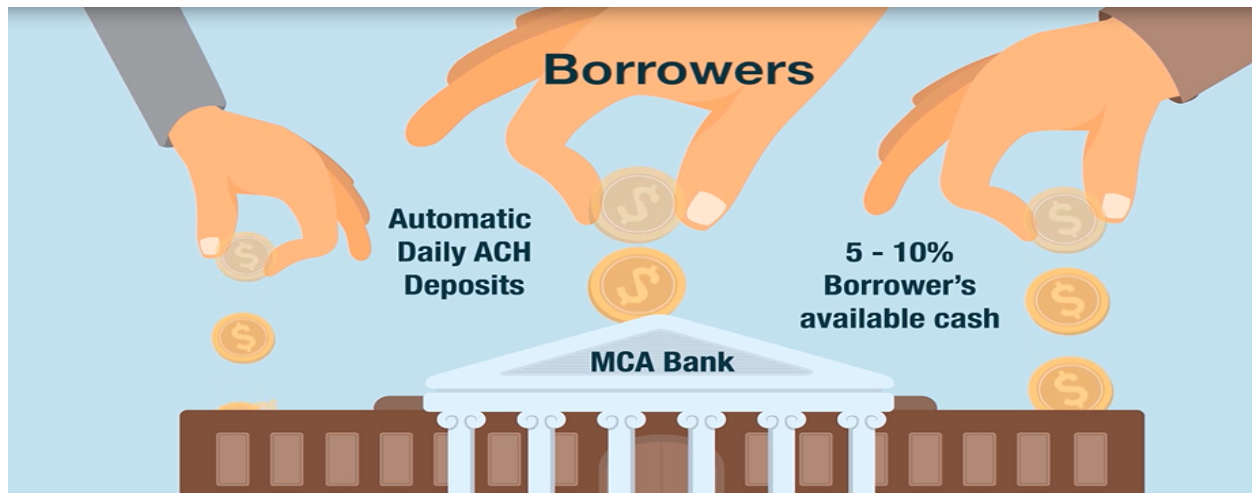 Borrowers
Automatic
Daily ACH
Deposits
5 - 10%
Borrower's
available cash
MCA Bank